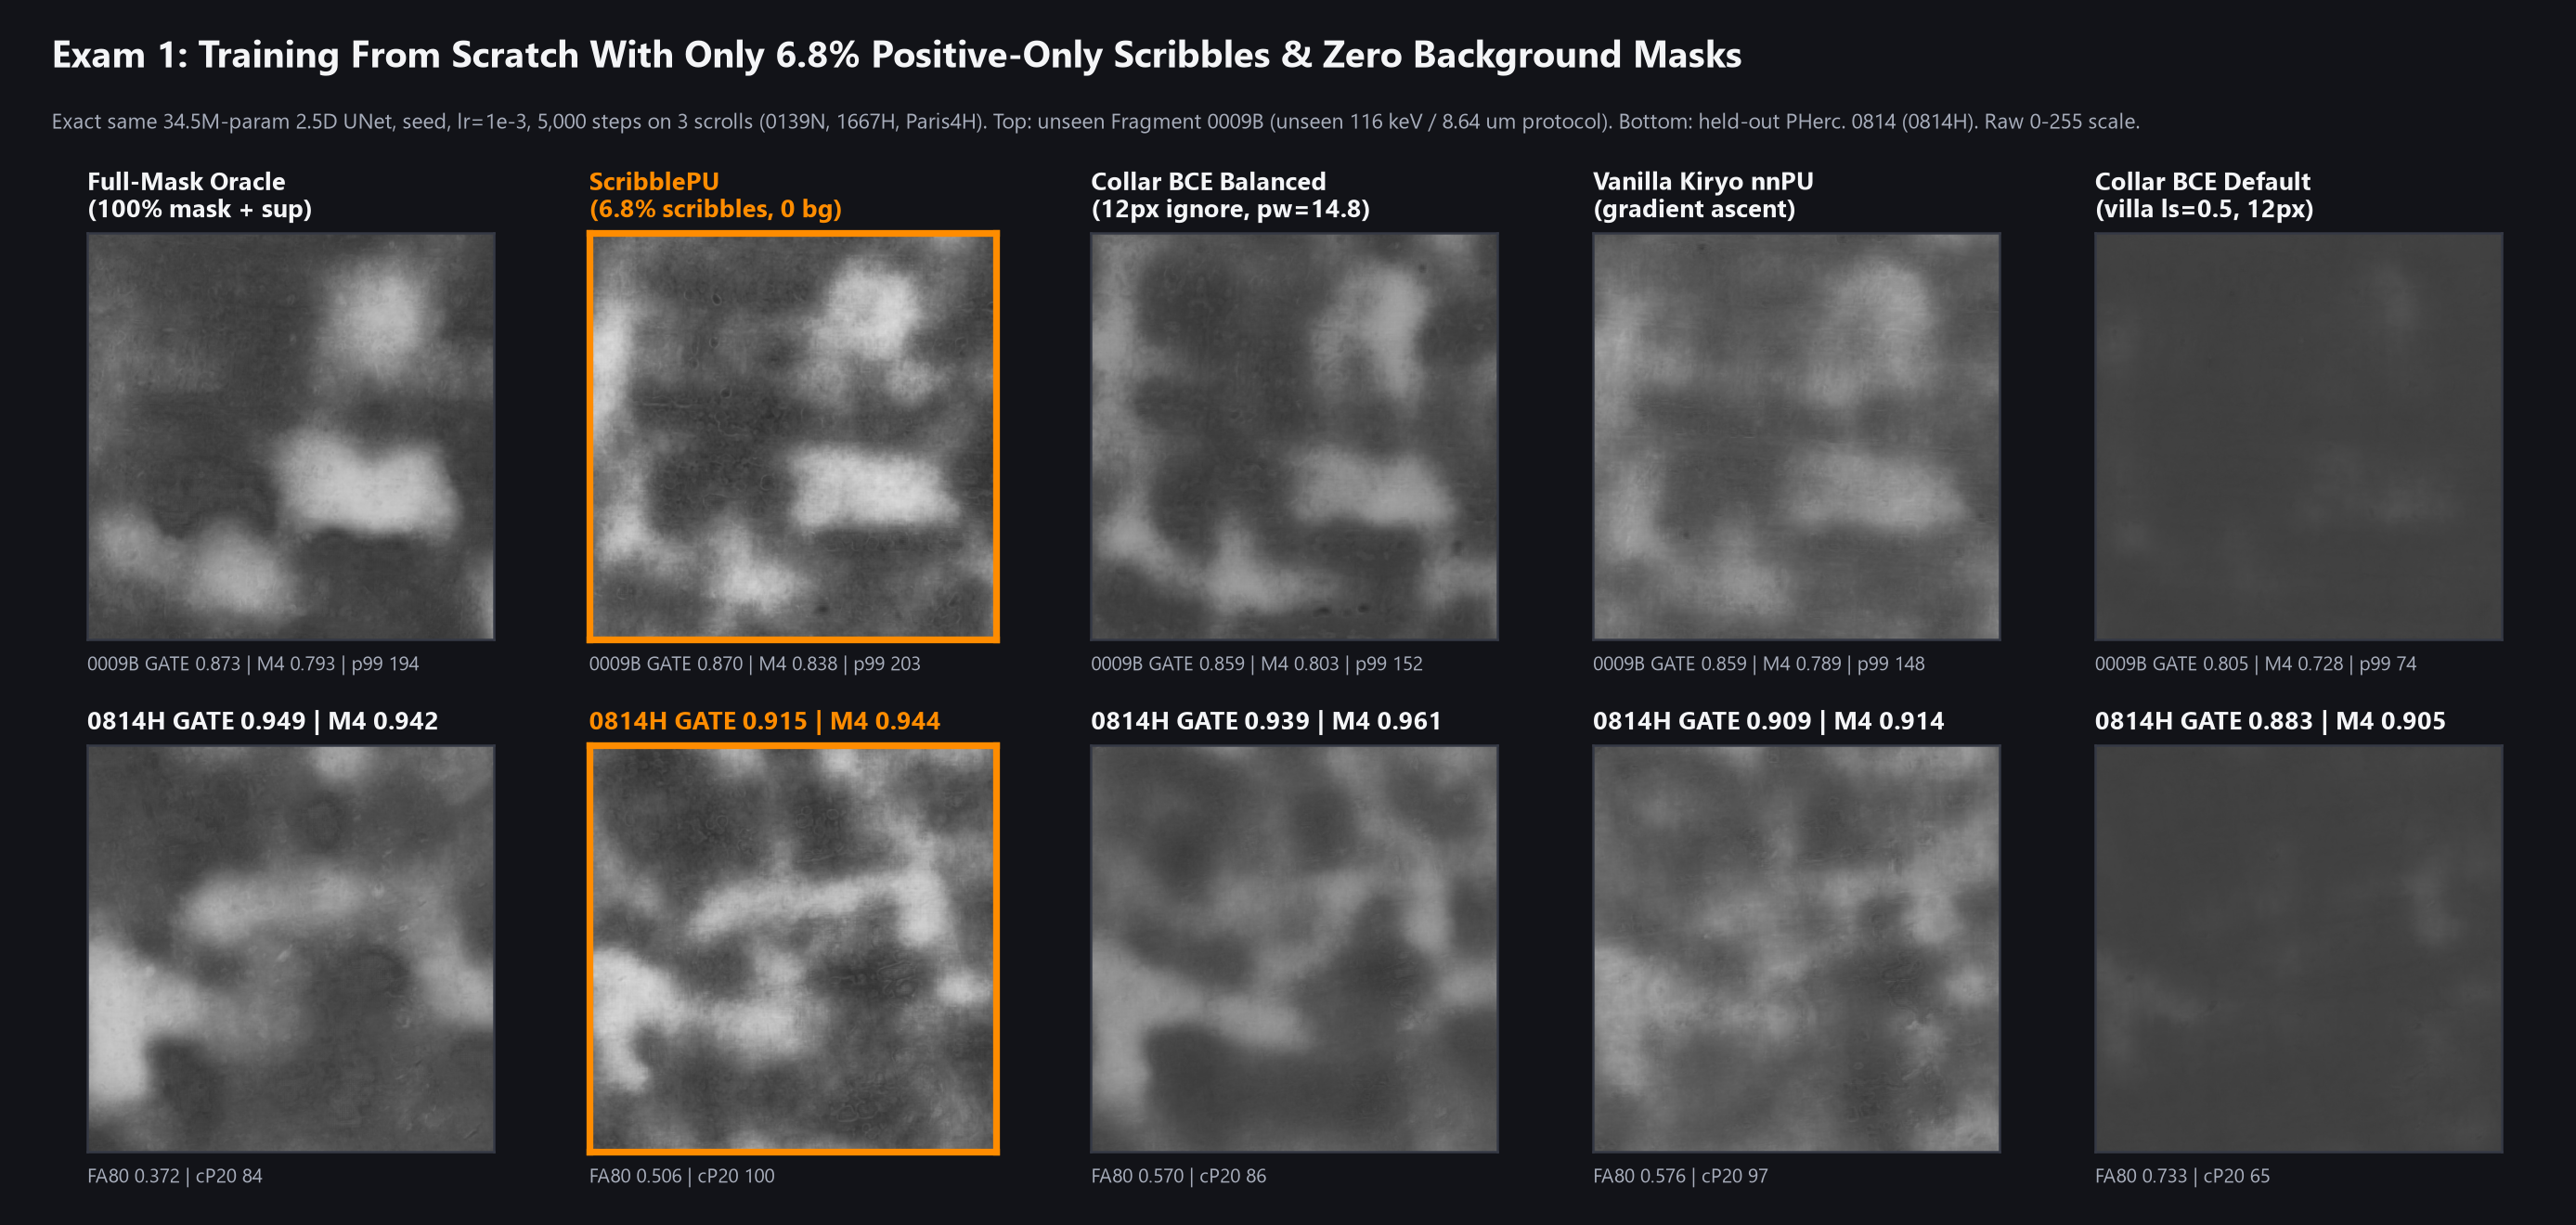 Exam 1: Training From Scratch With Only 6.8% Positive-Only Scribbles & Zero Background Masks
Exact same 34.5M-param 2.5D UNet, seed, lr=1e-3, 5,000 steps on 3 scrolls (0139N, 1667H, Paris4H). Top: unseen Fragment 0009B (unseen 116 keV / 8.64 um protocol). Bottom: held-out PHerc. 0814 (0814H). Raw 0-255 scale.
Full-Mask Oracle
(100% mask + sup)
ScribblePU
(6.8% scribbles, 0 bg)
Collar BCE Balanced
(12px ignore, pw=14.8)
Vanilla Kiryo nnPU
(gradient ascent)
Collar BCE Default
(villa ls=0.5, 12px)
0009B GATE 0.873 | M4 0.793 | p99 194
0009B GATE 0.870 | M4 0.838 | p99 203
0009B GATE 0.859 | M4 0.803 | p99 152
0009B GATE 0.859 | M4 0.789 | p99 148
0009B GATE 0.805 | M4 0.728 | p99 74
0814H GATE 0.949 | M4 0.942
0814H GATE 0.915 | M4 0.944
0814H GATE 0.939 | M4 0.961
0814H GATE 0.909 | M4 0.914
0814H GATE 0.883 | M4 0.905
FA80 0.372 | cP20 84
FA80 0.506 | cP20 100
FA80 0.570 | cP20 86
FA80 0.576 | cP20 97
FA80 0.733 | cP20 65